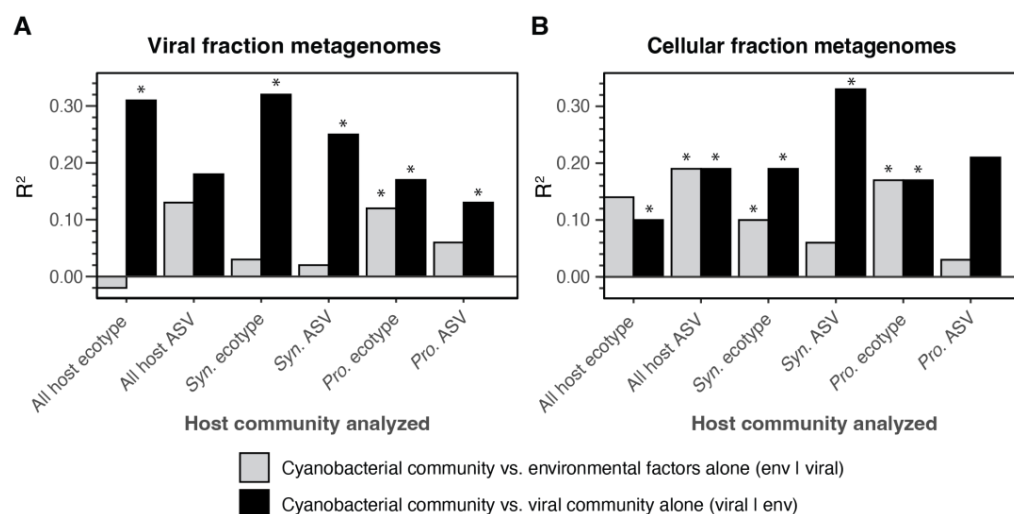 A
Viral fraction metagenomes
R²
0.30
0.20
0.10
0.00
*
*
*
*
*
*
All host ecotype
All host ASV
Syn. ecotype
Syn. ASV
Pro. ecotype
Pro. ASV
Host community analyzed
B
Cellular fraction metagenomes
R²
0.30
0.20
0.10
0.00
*
*
*
*
*
*
*
*
All host ecotype
All host ASV
Syn. ecotype
Syn. ASV
Pro. ecotype
Pro. ASV
Host community analyzed
Cyanobacterial community vs. environmental factors alone (env | viral)
Cyanobacterial community vs. viral community alone (viral | env)